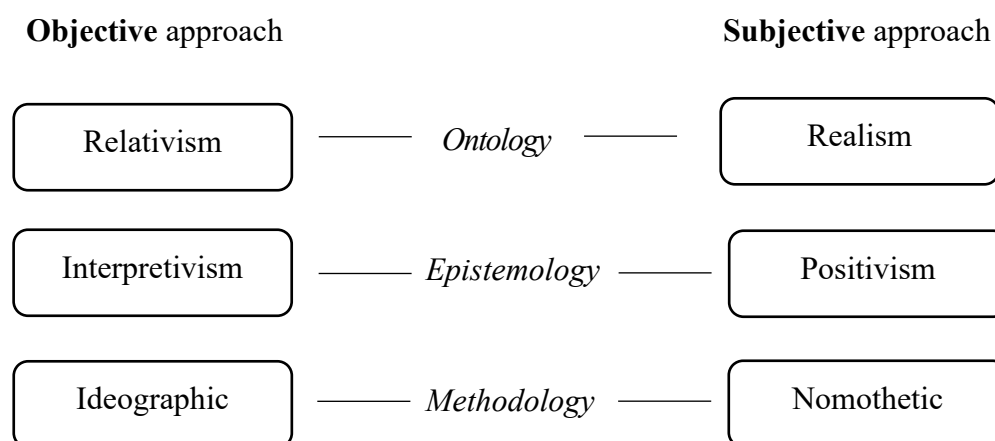 Objective approach
Subjective approach
Relativism
Ontology
Realism
Interpretivism
Epistemology
Positivism
Ideographic
Methodology
Nomothetic